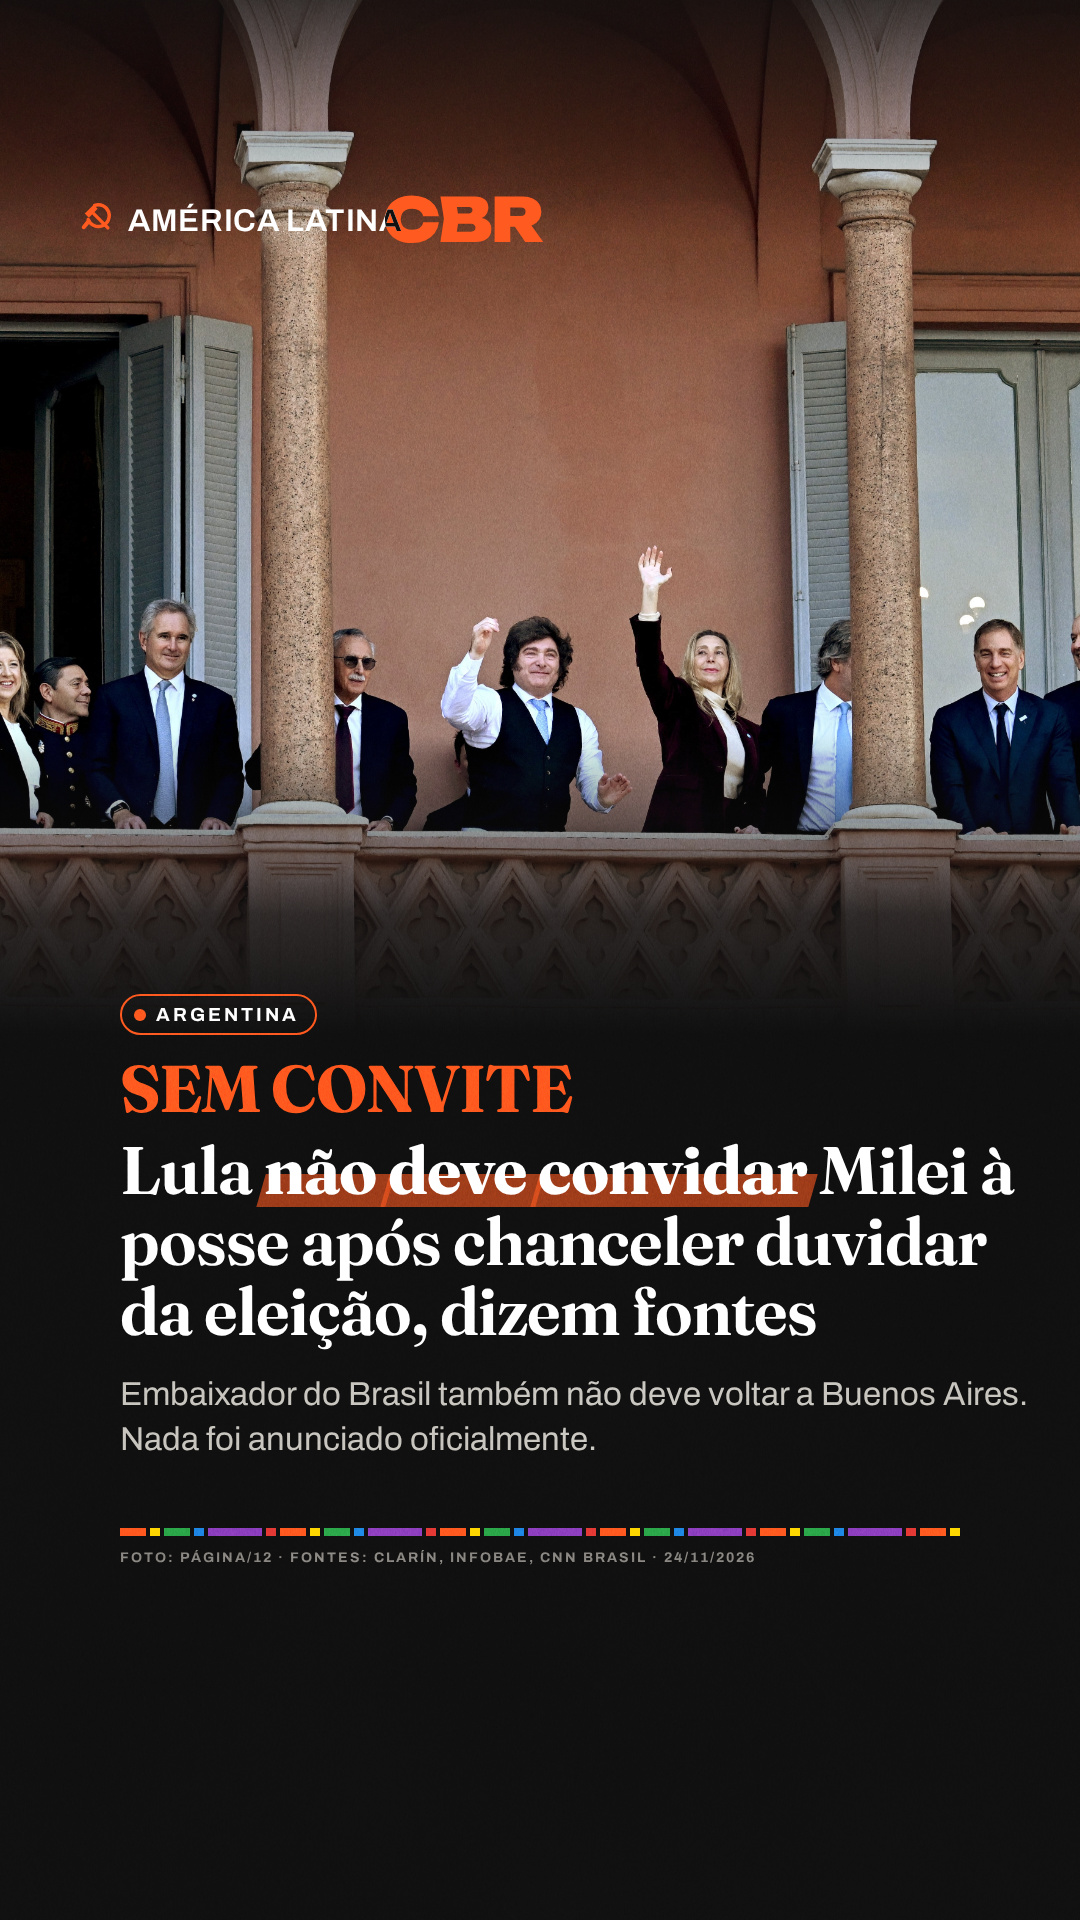 AMÉRICA LATINA
CBR
ARGENTINA
SEM CONVITE
Lula não deve convidar Milei à
posse após chanceler duvidar
da eleição, dizem fontes
Embaixador do Brasil também não deve voltar a Buenos Aires.
Nada foi anunciado oficialmente.
FOTO: PÁGINA/12 · FONTES: CLARÍN, INFOBAE, CNN BRASIL · 24/11/2026